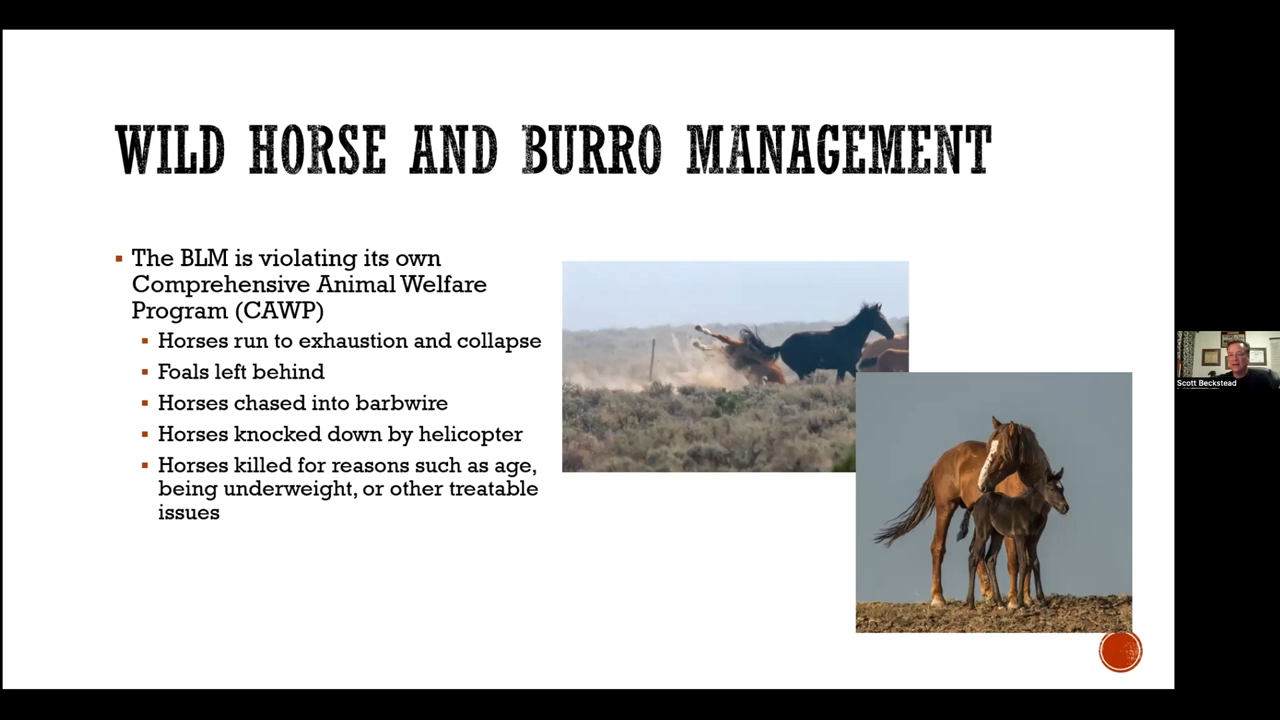 WILD HORSE AND BURRO MANAGEMENT
The BLM is violating its own
Comprehensive Animal Welfare
Program (CAWP)
Horses run to exhaustion and collapse
Foals left behind
Horses chased into barbwire
Horses knocked down by helicopter
Horses killed for reasons such as age,
being underweight, or other treatable
issues
Scott Beckstead